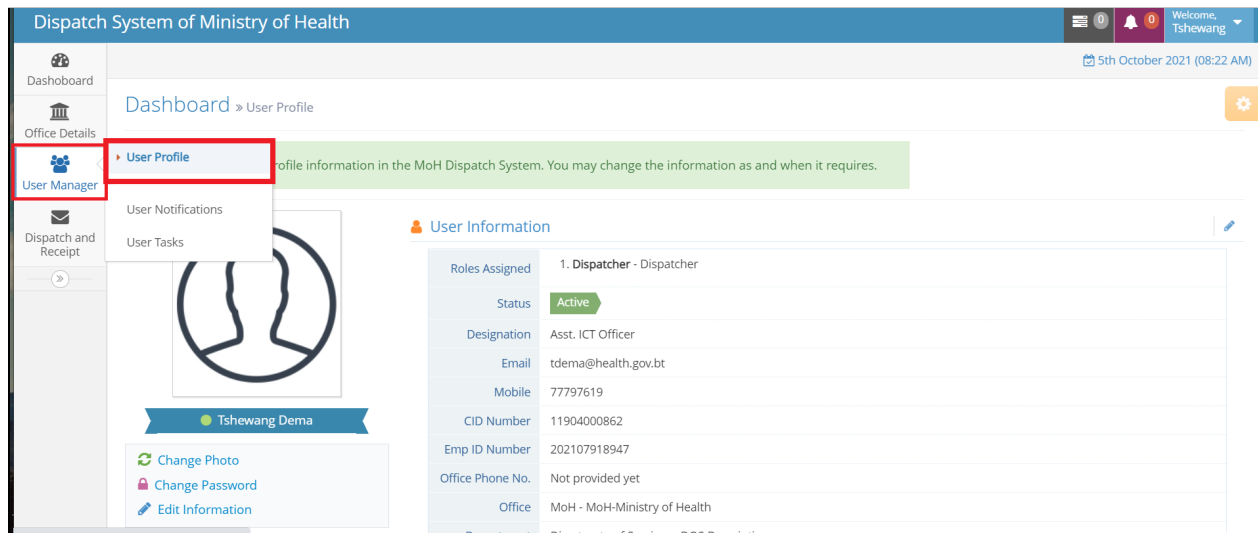 Dispatch System of Ministry of Health
0
0
Welcome,
Tshewang
5th October 2021 (08:22 AM)
Dashoboard
Office Details
User Manager
Dispatch and
Receipt
Dashboard » User Profile
User Profile
User Notifications
User Tasks
ofile information in the MoH Dispatch System. You may change the information as and when it requires.
Tshewang Dema
Change Photo
Change Password
Edit Information
User Information
Roles Assigned 1. Dispatcher - Dispatcher
Status Active
Designation Asst. ICT Officer
Email tdema@health.gov.bt
Mobile 77797619
CID Number 11904000862
Emp ID Number 202107918947
Office Phone No. Not provided yet
Office MoH - MoH-Ministry of Health